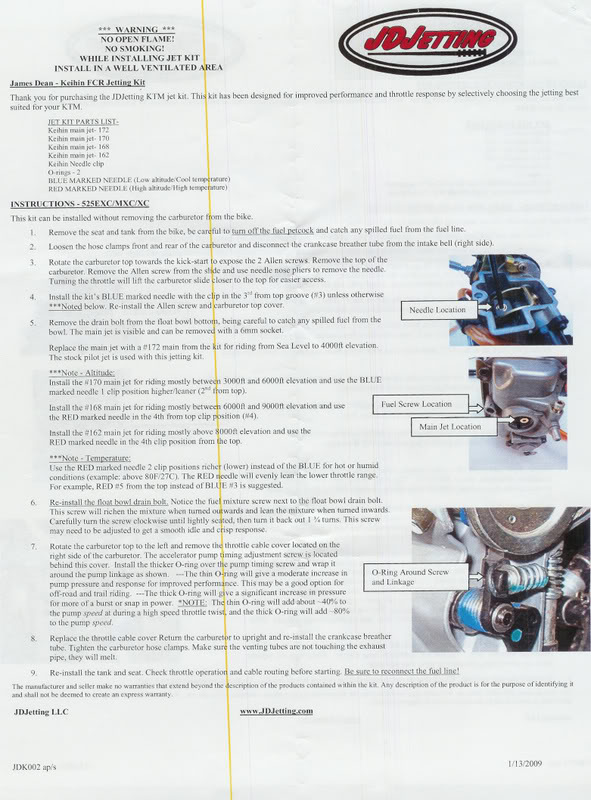 *** WARNING ***
NO OPEN FLAME!
NO SMOKING!
WHILE INSTALLING JET KIT
INSTALL IN A WELL VENTILATED AREA
JDJETTING
James Dean - Keihin FCR Jetting Kit
Thank you for purchasing the JDJetting KTM jet kit. This kit has been designed for improved performance and throttle response by selectively choosing the jetting best
suited for your KTM.
JET KIT PARTS LIST-
Keihin main jet- 172
Keihin main jet- 170
Keihin main jet- 168
Keihin main jet- 162
Keihin Needle clip
O-rings - 2
BLUE MARKED NEEDLE (Low altitude/Cool temperature)
RED MARKED NEEDLE (High altitude/High temperature)
INSTRUCTIONS - 525EXC/MXC/XC
This kit can be installed without removing the carburetor from the bike.
1. Remove the seat and tank from the bike, be careful to turn off the fuel petcock and catch any spilled fuel from the fuel line.
2. Loosen the hose clamps front and rear of the carburetor and disconnect the crankcase breather tube from the intake bell (right side).
3. Rotate the carburetor top towards the kick-start to expose the 2 Allen screws. Remove the top of the
carburetor. Remove the Allen screw from the slide and use needle nose pliers to remove the needle.
Turning the throttle will lift the carburetor slide closer to the top for easier access.
4. Install the kit's BLUE marked needle with the clip in the 3rd from top groove (#3) unless otherwise
***Noted below. Re-install the Allen screw and carburetor top cover.
Needle Location
5. Remove the drain bolt from the float bowl bottom, being careful to catch any spilled fuel from the
bowl. The main jet is visible and can be removed with a 6mm socket.
Replace the main jet with a #172 main from the kit for riding from Sea Level to 4000ft elevation.
The stock pilot jet is used with this jetting kit.
***Note - Altitude:
Install the #170 main jet for riding mostly between 3000ft and 6000ft elevation and use the BLUE
marked needle 1 clip position higher/leaner (2nd from top).
Install the #168 main jet for riding mostly between 6000ft and 9000ft elevation and use
the RED marked needle in the 4th from top clip position (#4).
Install the #162 main jet for riding mostly above 8000ft elevation and use the
RED marked needle in the 4th clip position from the top.
Fuel Screw Location
Main Jet Location
***Note - Temperature:
Use the RED marked needle 2 clip positions richer (lower) instead of the BLUE for hot or humid
conditions (example: above 80F/27C). The RED needle will evenly lean the lower throttle range.
For example, RED #5 from the top instead of BLUE #3 is suggested.
6. Re-install the float bowl drain bolt. Notice the fuel mixture screw next to the float bowl drain bolt.
This screw will richen the mixture when turned outwards and lean the mixture when turned inwards.
Carefully turn the screw clockwise until lightly seated, then turn it back out 1 ¼ turns. This screw
may need to be adjusted to get a smooth idle and crisp response.
7. Rotate the carburetor top to the left and remove the throttle cable cover located on the
right side of the carburetor. The accelerator pump timing adjustment screw is located
behind this cover. Install the thicker O-ring over the pump timing screw and wrap it
around the pump linkage as shown. ---The thin O-ring will give a moderate increase in
pump pressure and response for improved performance. This may be a good option for
off-road and trail riding. ---The thick O-ring will give a significant increase in pressure
for more of a burst or snap in power. *NOTE: The thin O-ring will add about ~40% to
the pump speed at during a high speed throttle twist, and the thick O-ring will add ~80%
to the pump speed.
O-Ring Around Screw
and Linkage
8. Replace the throttle cable cover Return the carburetor to upright and re-install the crankcase breather
tube. Tighten the carburetor hose clamps. Make sure the venting tubes are not touching the exhaust
pipe, they will melt.
9. Re-install the tank and seat. Check throttle operation and cable routing before starting. Be sure to reconnect the fuel line!
The manufacturer and seller make no warranties that extend beyond the description of the products contained within the kit. Any description of the product is for the purpose of identifying it
and shall not be deemed to create an express warranty.
JDJetting LLC
www.JDJetting.com
JDK002 ap/s
1/13/2009